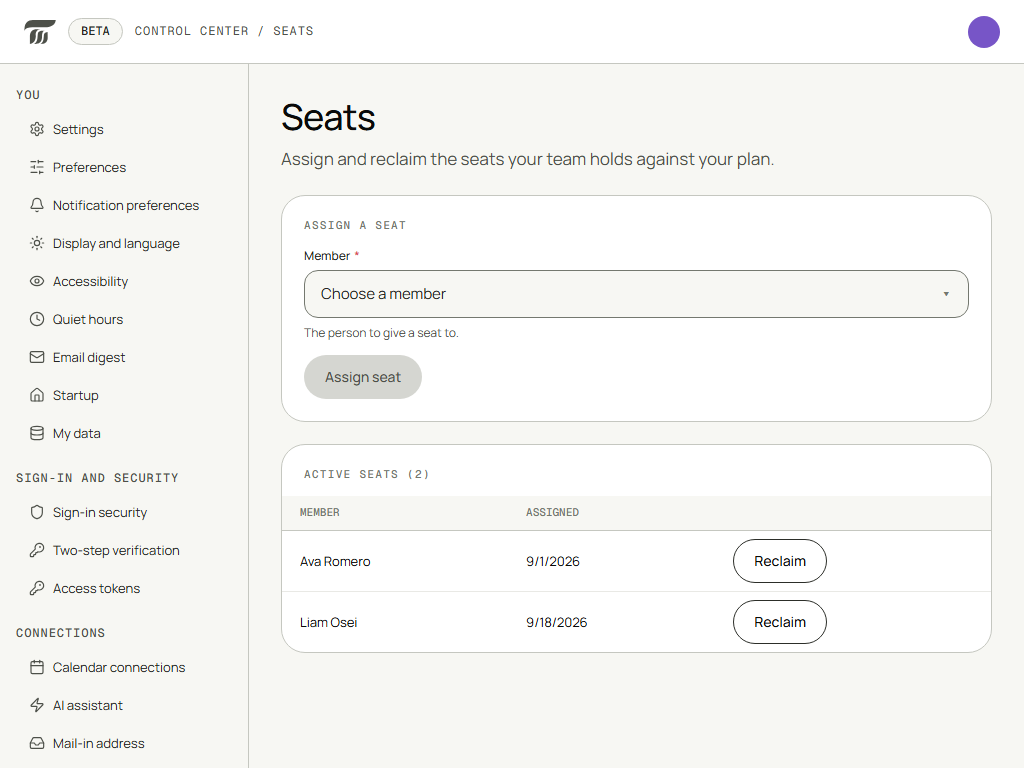 BETA
CONTROL CENTER / SEATS
YOU
Settings
Preferences
Notification preferences
Display and language
Accessibility
Quiet hours
Email digest
Startup
My data
SIGN-IN AND SECURITY
Sign-in security
Two-step verification
Access tokens
CONNECTIONS
Calendar connections
AI assistant
Mail-in address
Seats
Assign and reclaim the seats your team holds against your plan.
ASSIGN A SEAT
Member *
Choose a member
The person to give a seat to.
Assign seat
ACTIVE SEATS (2)
MEMBER ASSIGNED
Ava Romero 9/1/2026 Reclaim
Liam Osei 9/18/2026 Reclaim